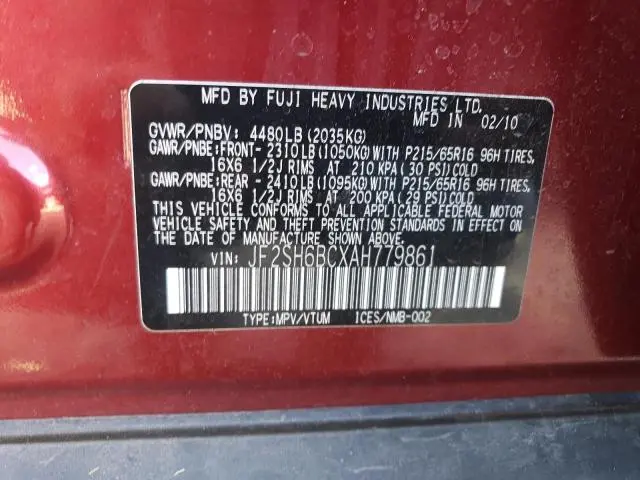 MFD BY FUJI HEAVY INDUSTRIES LTD.
MFD IN 02/10
GVWR/PNBV: 4480LB(2035KG)
GAWR/PNBE:FRONT- 2310LB(1050KG)WITH P215/65R16 96H TIRES,
16X6 1/2J RIMS AT 210 KPA( 30 PSI)COLD
GAWR/PNBE:REAR - 2410LB(1095KG)WITH P215/65R16 96H TIRES,
16X6 1/2J RIMS AT 200 KPA( 29 PSI)COLD
THIS VEHICLE CONFORMS TO ALL APPLICABLE FEDERAL MOTOR
VEHICLE SAFETY STANDARDS IN EFFECT ON THE DATE OF
MANUFACTURE SHOWN ABOVE.
VIN: JF2SH6BCXAH779861
TYPE:MPV/VTUM ICES/NMB-002